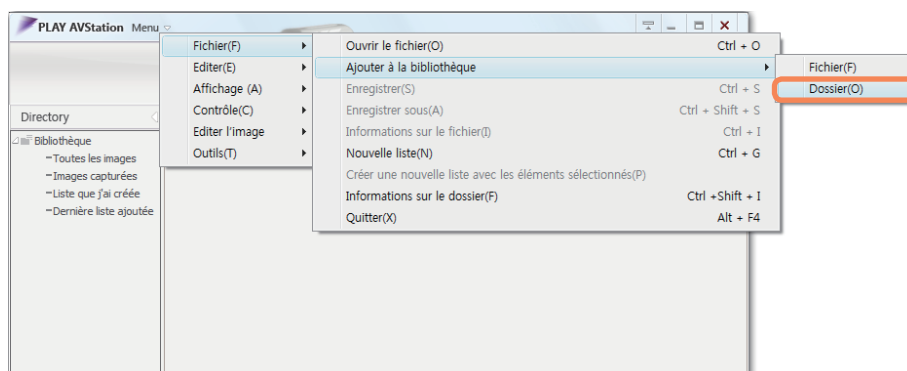 PLAY AVStation Menu
Fichier(F)
Editer(E)
Affichage (A)
Contrôle(C)
Editer l'image
Outils(T)
Ouvrir le fichier(O) Ctrl + O
Ajouter à la bibliothèque
Enregistrer(S) Ctrl + S
Enregistrer sous(A) Ctrl + Shift + S
Informations sur le fichier(I) Ctrl + I
Nouvelle liste(N) Ctrl + G
Créer une nouvelle liste avec les éléments sélectionnés(P)
Informations sur le dossier(F) Ctrl +Shift + I
Quitter(X) Alt + F4
Fichier(F)
Dossier(O)
Directory
Bibliothèque
Toutes les images
Images capturées
Liste que j'ai créée
Dernière liste ajoutée